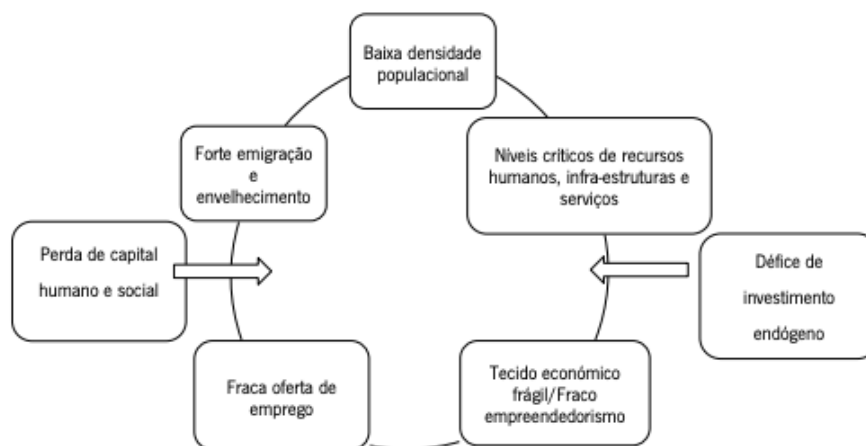 Baixa densidade
populacional
Forte emigração
e
envelhecimento
Níveis críticos de recursos
humanos, infra-estruturas e
serviços
Perda de capital
humano e social
Défice de
investimento
endógeno
Fraca oferta de
emprego
Tecido económico
frágil/Fraco
empreendedorismo